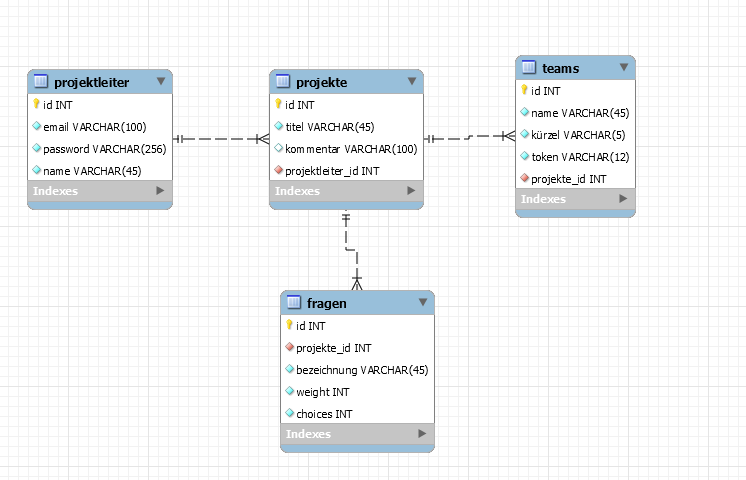 projektleiter
id INT
email VARCHAR(100)
password VARCHAR(256)
name VARCHAR(45)
Indexes
projekte
id INT
titel VARCHAR(45)
kommentar VARCHAR(100)
projektleiter_id INT
Indexes
teams
id INT
name VARCHAR(45)
kürzel VARCHAR(5)
token VARCHAR(12)
projekte_id INT
Indexes
fragen
id INT
projekte_id INT
bezeichnung VARCHAR(45)
weight INT
choices INT
Indexes